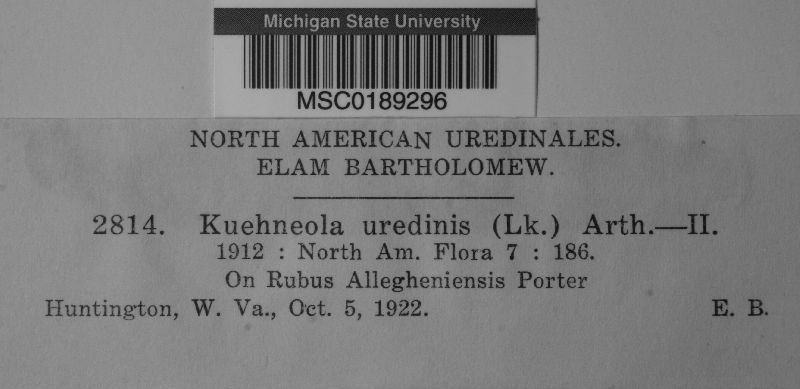 Michigan State University
MSC0189296
NORTH AMERICAN UREDINALES.
ELAM BARTHOLOMEW.
2814. Kuehneola uredinis (Lk.) Arth.—II.
1912 : North Am. Flora 7 : 186.
On Rubus Allegheniensis Porter
Huntington, W. Va., Oct. 5, 1922. E. B.